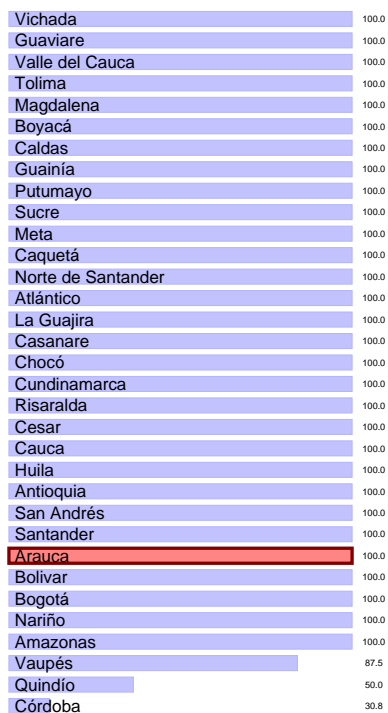 Vichada 100.0
Guaviare 100.0
Valle del Cauca 100.0
Tolima 100.0
Magdalena 100.0
Boyacá 100.0
Caldas 100.0
Guainía 100.0
Putumayo 100.0
Sucre 100.0
Meta 100.0
Caquetá 100.0
Norte de Santander 100.0
Atlántico 100.0
La Guajira 100.0
Casanare 100.0
Chocó 100.0
Cundinamarca 100.0
Risaralda 100.0
Cesar 100.0
Cauca 100.0
Huila 100.0
Antioquia 100.0
San Andrés 100.0
Santander 100.0
Arauca 100.0
Bolivar 100.0
Bogotá 100.0
Nariño 100.0
Amazonas 100.0
Vaupés 87.5
Quindío 50.0
Córdoba 30.8